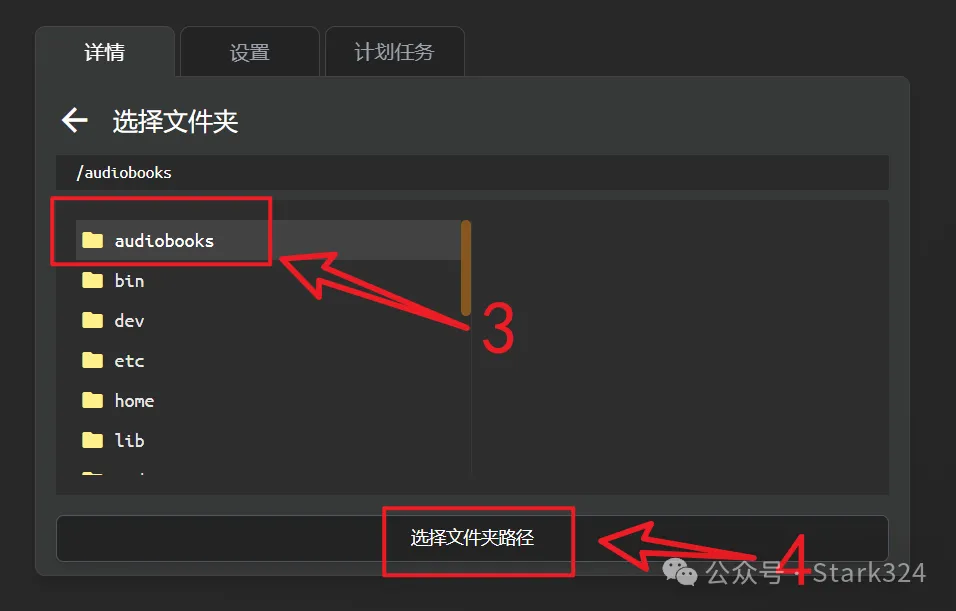 详情 设置 计划任务
选择文件夹
/audiobooks
audiobooks
bin
3
dev
etc
home
lib
选择文件夹路径
4
公众号 · Stark324